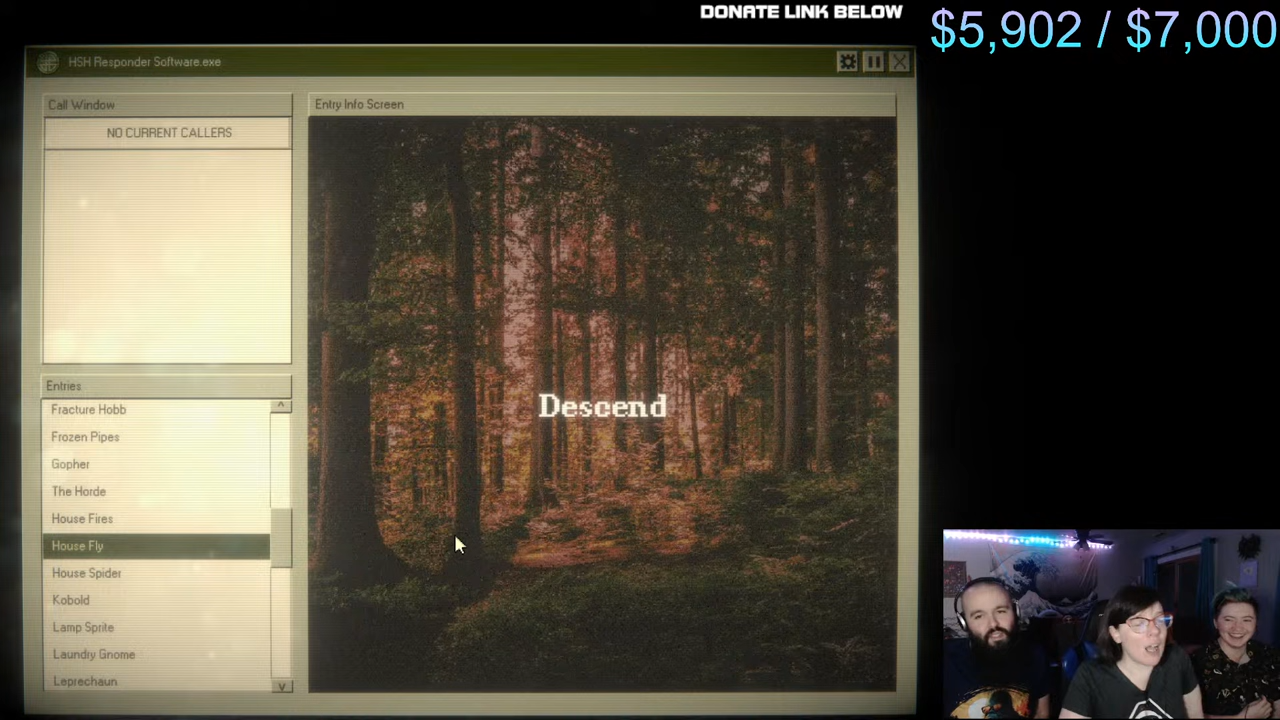 DONATE LINK BELOW
$5,902 / $7,000
HSH Responder Software.exe
Call Window
NO CURRENT CALLERS
Entry Info Screen
Descend
Entries
Fracture Hobb
Frozen Pipes
Gopher
The Horde
House Fires
House Fly
House Spider
Kobold
Lamp Sprite
Laundry Gnome
Leprechaun